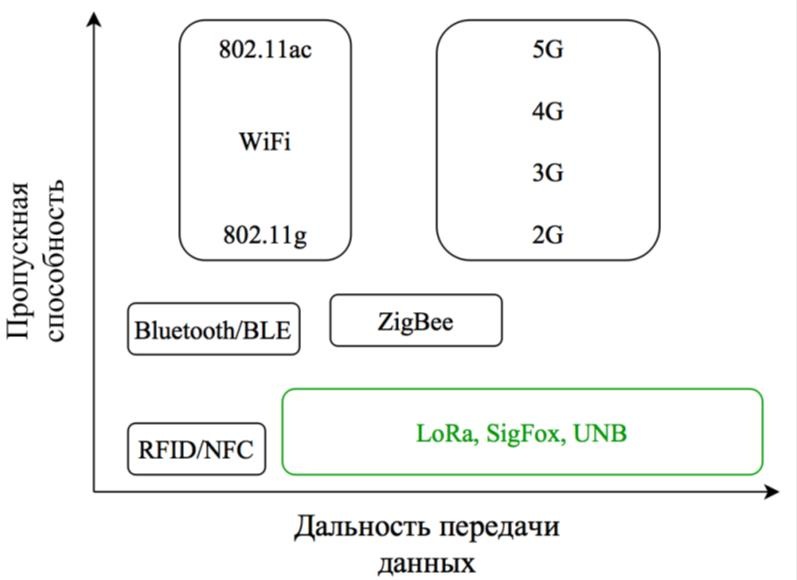 Пропускная
способность
802.11ac
WiFi
802.11g
5G
4G
3G
2G
Bluetooth/BLE
ZigBee
RFID/NFC
LoRa, SigFox, UNB
Дальность передачи
данных